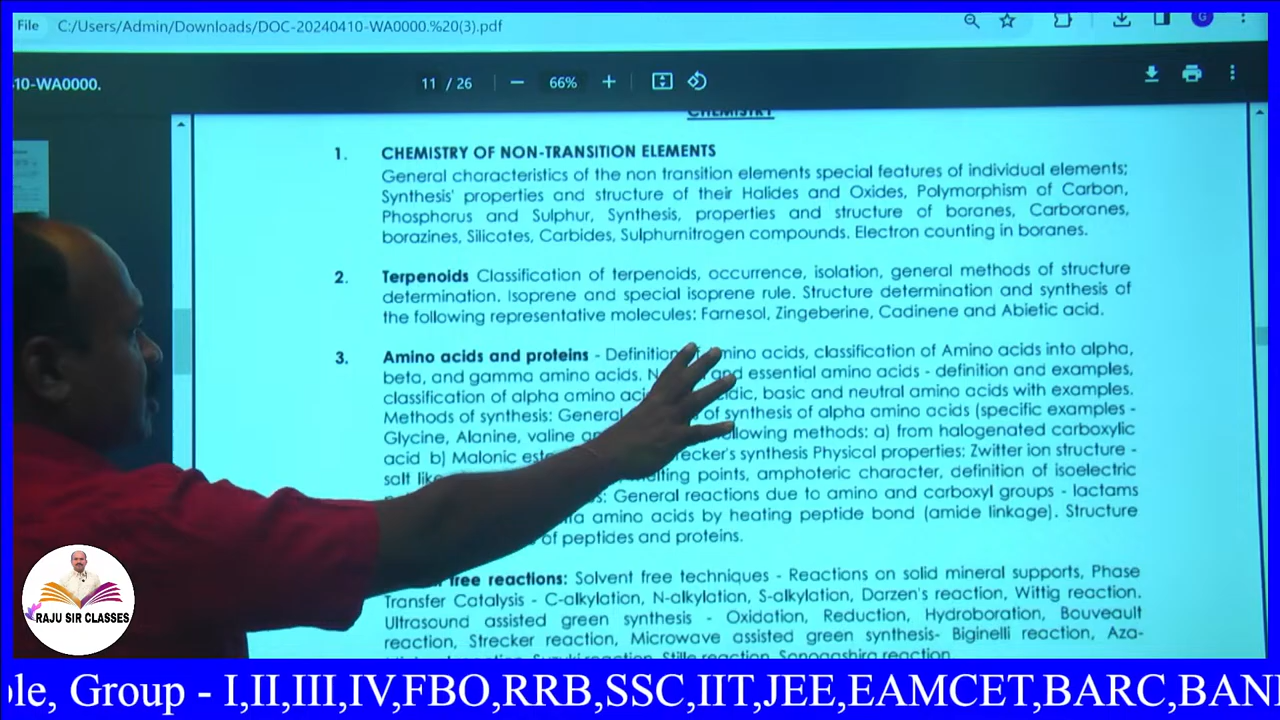 File C:/Users/Admin/Downloads/DOC-20240410-WA0000.%20(3).pdf
G
10-WA0000.
11 / 26
66%
CHEMISTRY
1. CHEMISTRY OF NON-TRANSITION ELEMENTS
General characteristics of the non transition elements special features of individual elements;
Synthesis' properties and structure of their Halides and Oxides, Polymorphism of Carbon,
Phosphorus and Sulphur, Synthesis, properties and structure of boranes, Carboranes,
borazines, Silicates, Carbides, Sulphurnitrogen compounds. Electron counting in boranes.
2. Terpenoids Classification of terpenoids, occurrence, isolation, general methods of structure
determination. Isoprene and special isoprene rule. Structure determination and synthesis of
the following representative molecules: Farnesol, Zingeberine, Cadinene and Abietic acid.
3. Amino acids and proteins - Definition amino acids, classification of Amino acids into alpha,
beta, and gamma amino acids. and essential amino acids - definition and examples,
classification of alpha amino basic and neutral amino acids with examples.
Methods of synthesis: General of synthesis of alpha amino acids (specific examples -
Glycine, Alanine, valine methods: a) from halogenated carboxylic
acid b) Malonic synthesis Physical properties: Zwitter ion structure -
salt points, amphoteric character, definition of isoelectric
General reactions due to amino and carboxyl groups - lactams
amino acids by heating peptide bond (amide linkage). Structure
of peptides and proteins.
free reactions: Solvent free techniques - Reactions on solid mineral supports, Phase
Transfer Catalysis - C-alkylation, N-alkylation, S-alkylation, Darzen's reaction, Wittig reaction.
Ultrasound assisted green synthesis - Oxidation, Reduction, Hydroboration, Bouveault
reaction, Strecker reaction, Microwave assisted green synthesis- Biginelli reaction, Aza-
Suzuki reaction, Stille reaction, Sonogashira reaction
RAJU SIR CLASSES
Group - I,II,III,IV,FBO,RRB,SSC,IIT,JEE,EAMCET,BARC,